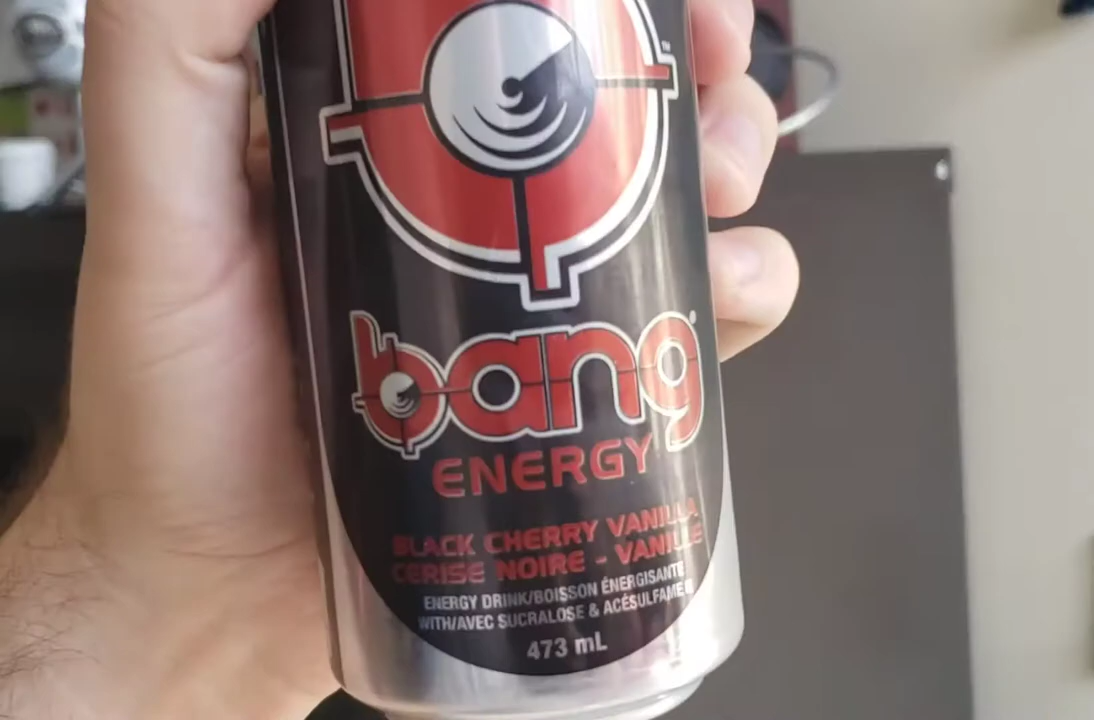 bang
ENERGY
BLACK CHERRY VANILLA
CERISE NOIRE - VANILLE
ENERGY DRINK/BOISSON ÉNERGISANTE
WITH/AVEC SUCRALOSE & ACÉSULFAME
473 mL